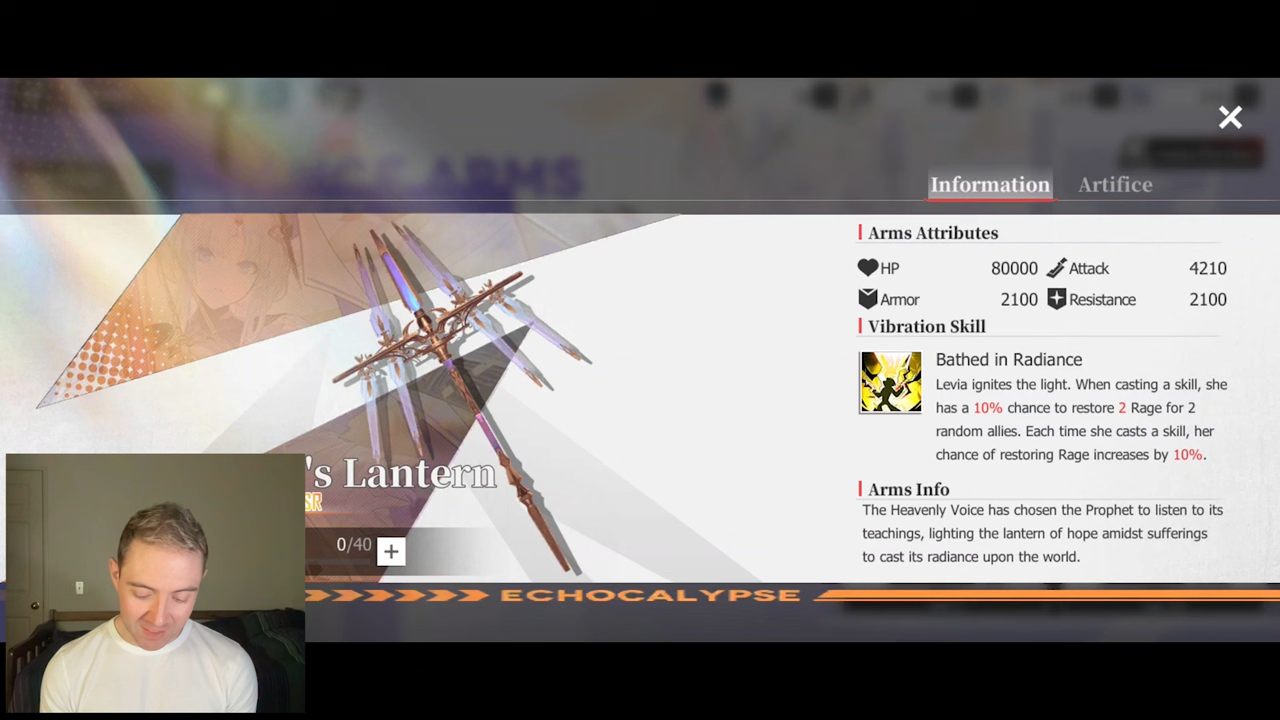 Information Artifice
Arms Attributes
HP 80000 Attack 4210
Armor 2100 Resistance 2100
Vibration Skill
Bathed in Radiance
Levia ignites the light. When casting a skill, she
has a 10% chance to restore 2 Rage for 2
random allies. Each time she casts a skill, her
chance of restoring Rage increases by 10%.
's Lantern
SR
0/40
Arms Info
The Heavenly Voice has chosen the Prophet to listen to its
teachings, lighting the lantern of hope amidst sufferings
to cast its radiance upon the world.
ECHOCALYPSE